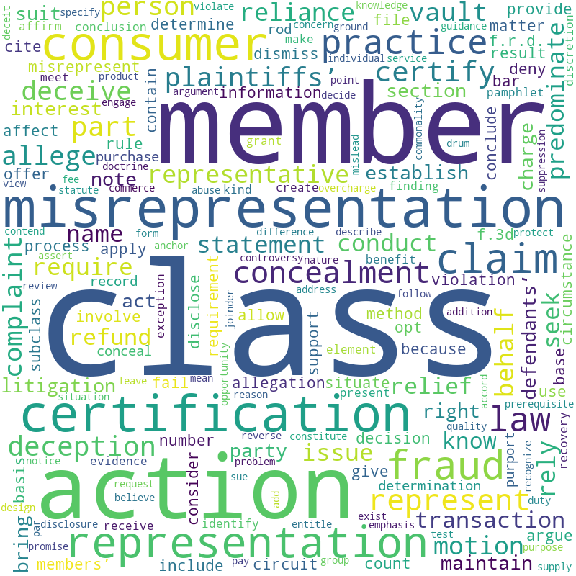 deceit
specify
violate
suit
affirm
conclusion
cite
misrepresent
meet
product
deceive
person
consumer
interest
affect
part
allege
rule
offer
view
purchase
doctrine
statute
commerce
fee
note
contend
form
name
engage
argument
contain
plaintiffs’
information
representative
abuse
kind
grant
reliance
determine
practice
concern
make
individual
point
certify
decide
section
establish
create
finding
overcharge
mislead
commonality
vault
file
rod
dismiss
service
ground
knowledge
guidance
matter
f.r.d.
bar
pamphlet
drum
conclude
charge
suppression
protect
provide
result
deny
predominate
discretion
member
misrepresentation
difference
describe
anchor
controversy
nature
benefit
process
review
assert
apply
statement
conduct
f.3d
violation
claim
complaint
require
record
act
exception
concealment
address
follow
addition
disclose
requirement
joinder
allow
support
method
opt
because
element
defendants’
seek
base
circumstance
behalf
subclass
involve
conceal
refund
class
litigation
leave
mean
fail
allegation
opportunity
situate
reason
present
relief
accord
use
recovery
prerequisite
situation
certification
right
decision
quality
law
deception
number
party
reverse
constitute
issue
know
purport
recognize
rely
duty
notice
evidence
problem
consider
give
determination
fraud
bring
basis
request
believe
sue
action
add
entitle
exist
emphasis
test
represent
transaction
argue
purpose
design
par
disclosure
receive
identify
promise
members’
representation
motion
include
pay
circuit
group
count
maintain
supply